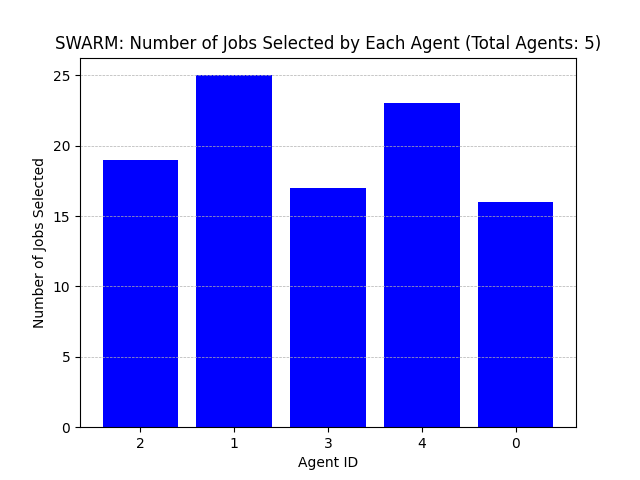 SWARM: Number of Jobs Selected by Each Agent (Total Agents: 5)
25
20
15
10
5
0
Number of Jobs Selected
2 1 3 4 0
Agent ID